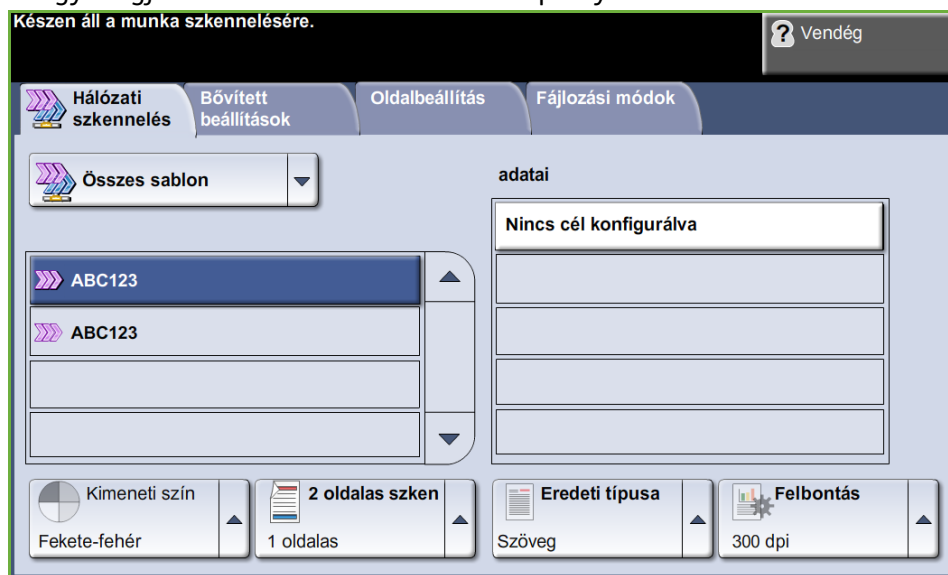 Készen áll a munka szkennelésére.
? Vendég
Hálózati szkennelés
Bővített beállítások
Oldalbeállítás
Fájlozási módok
Összes sablon
adatai
Nincs cél konfigurálva
ABC123
ABC123
Kimeneti szín
Fekete-fehér
2 oldalas szken
1 oldalas
Eredeti típusa
Szöveg
Felbontás
300 dpi